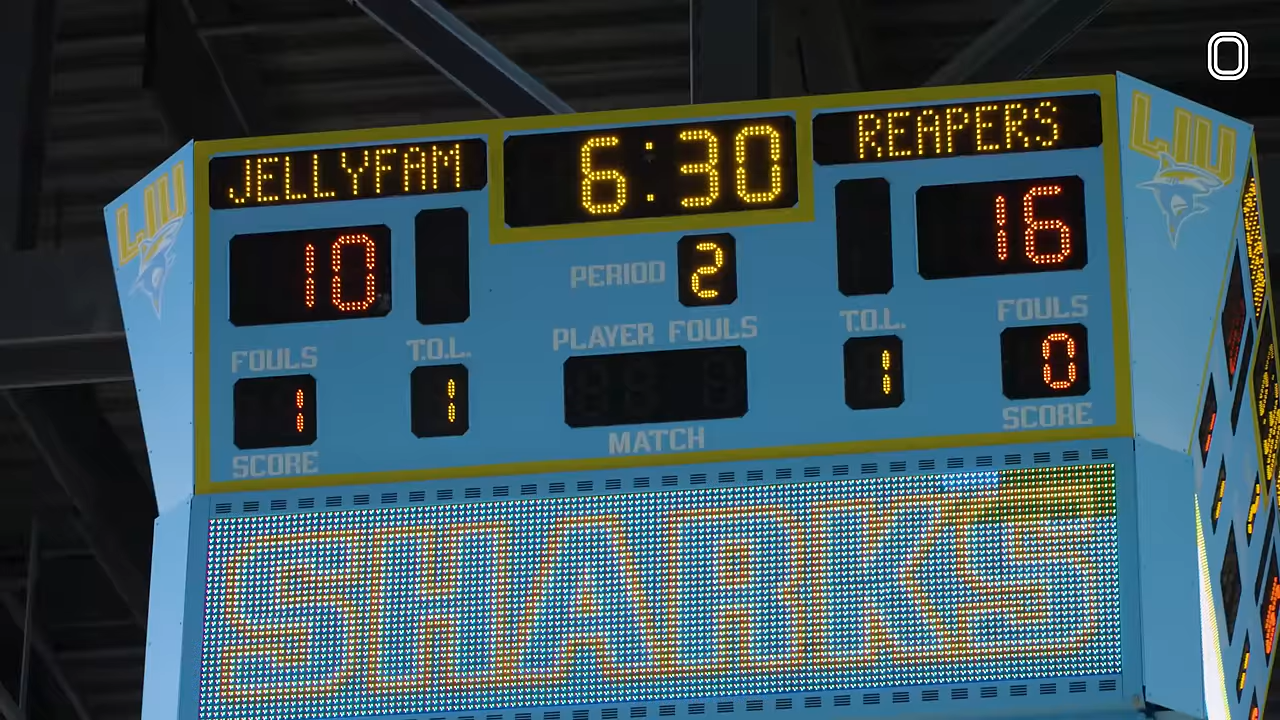 O
LIU
JELLYFAM
6:30
REAPERS
LIU
10
PERIOD 2
16
FOULS
T.O.L.
PLAYER FOULS
T.O.L.
FOULS
1
1
1
0
SCORE
MATCH
SCORE
SHARKS